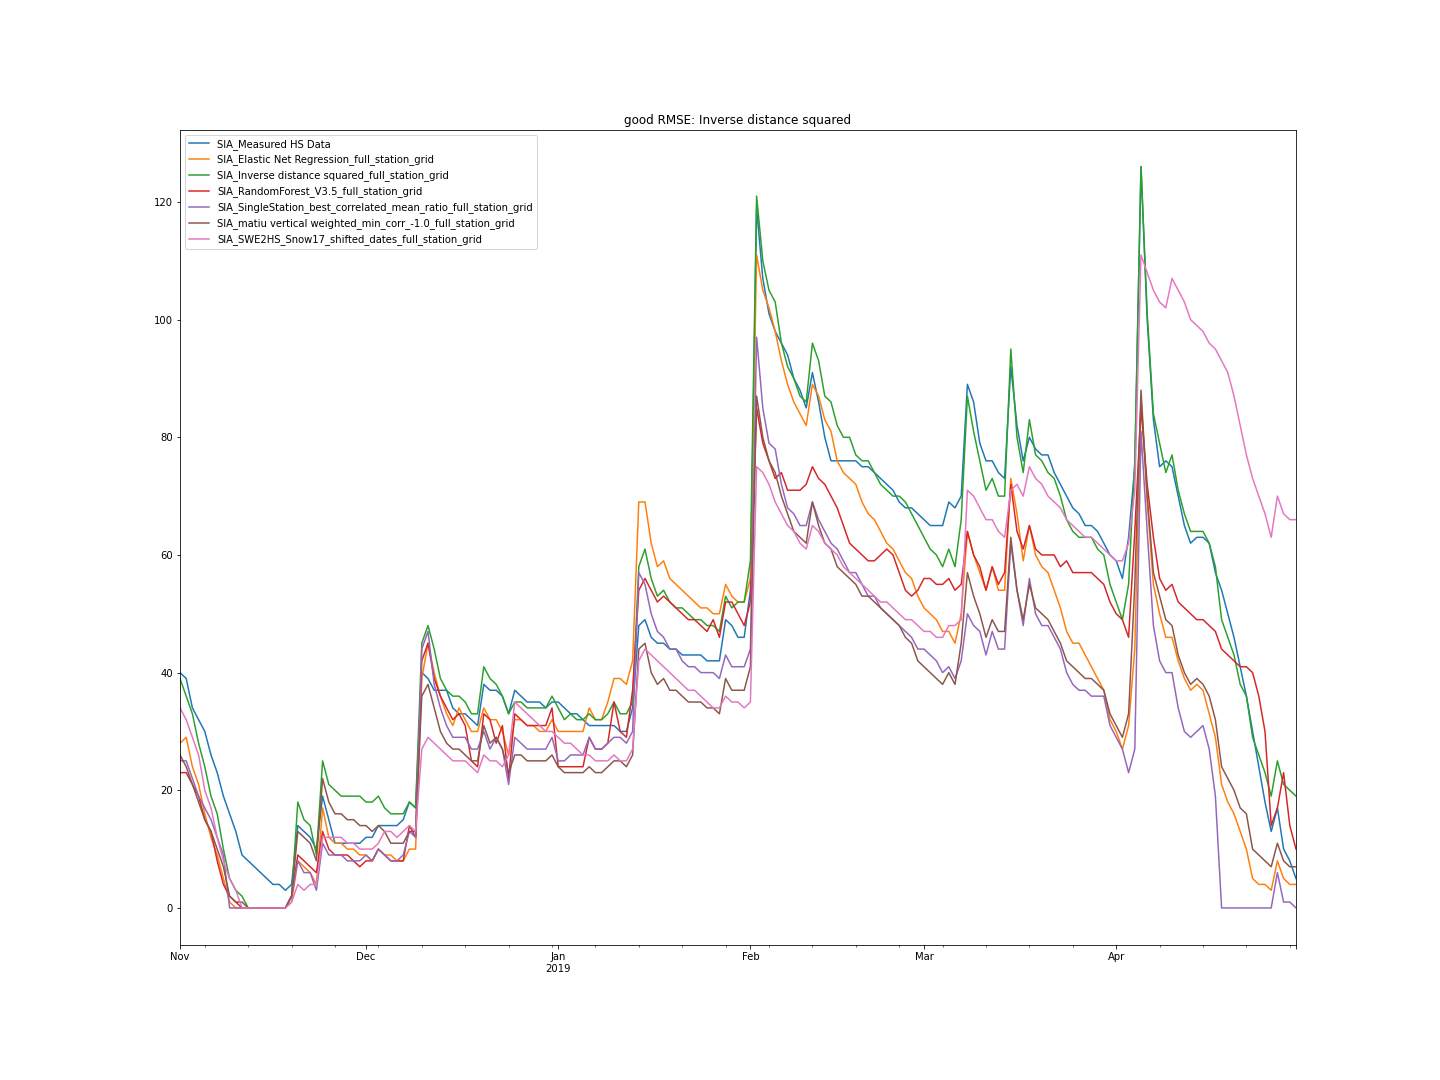 good RMSE: Inverse distance squared
SIA_Measured HS Data
SIA_Elastic Net Regression_full_station_grid
SIA_Inverse distance squared_full_station_grid
SIA_RandomForest_V3.5_full_station_grid
SIA_SingleStation_best_correlated_mean_ratio_full_station_grid
SIA_matiu vertical weighted_min_corr_-1.0_full_station_grid
SIA_SWE2HS_Snow17_shifted_dates_full_station_grid
120
100
80
60
40
20
0
Nov Dec Jan Feb Mar Apr
2019